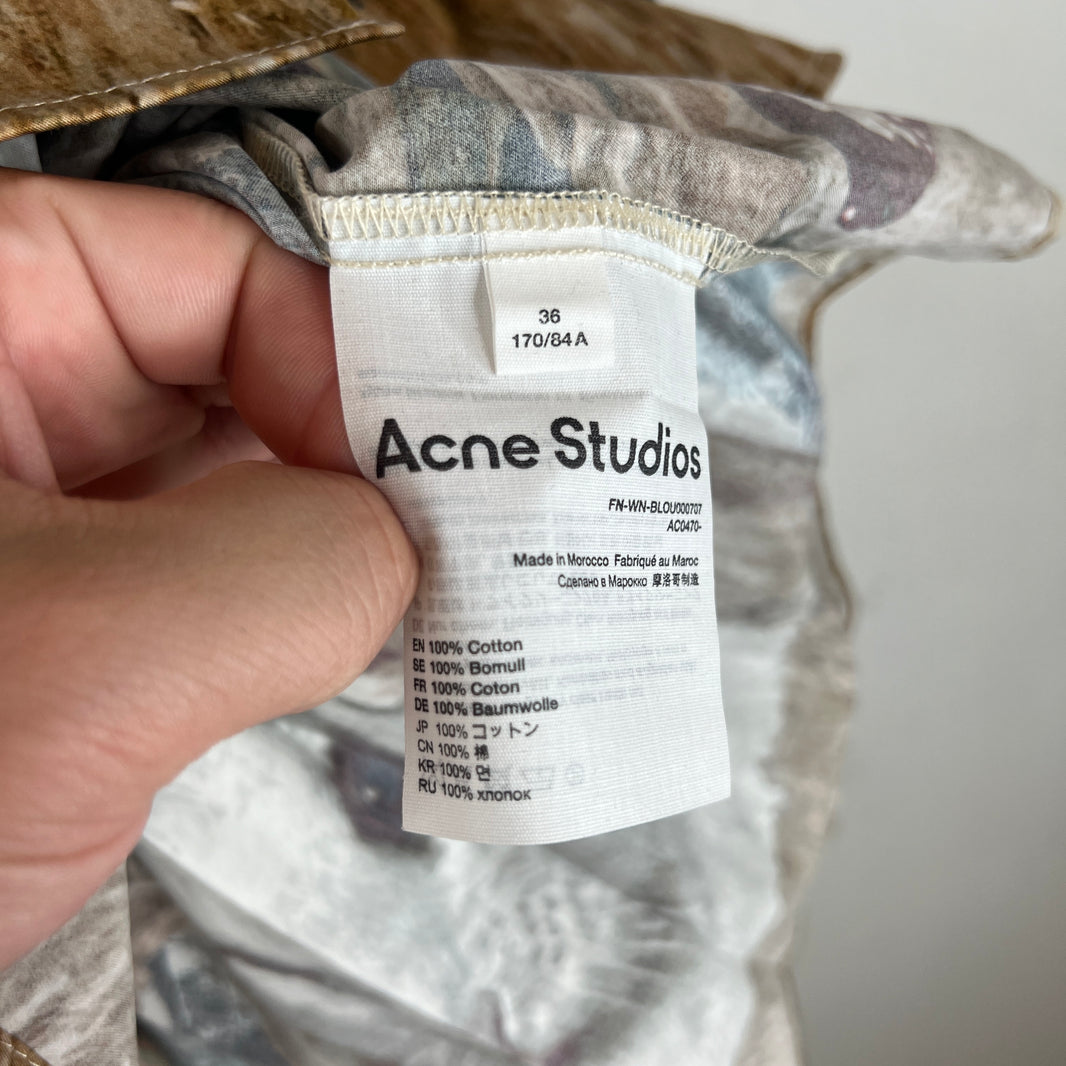 36
170/84A
Acne Studios
FN-WN-BLOU000707
AC0470-
Made in Morocco Fabriqué au Maroc
Сделано в Марокко 摩洛哥制造
EN 100% Cotton
SE 100% Bomull
FR 100% Coton
DE 100% Baumwolle
JP 100% コットン
CN 100% 棉
KR 100% 면
RU 100% хлопок